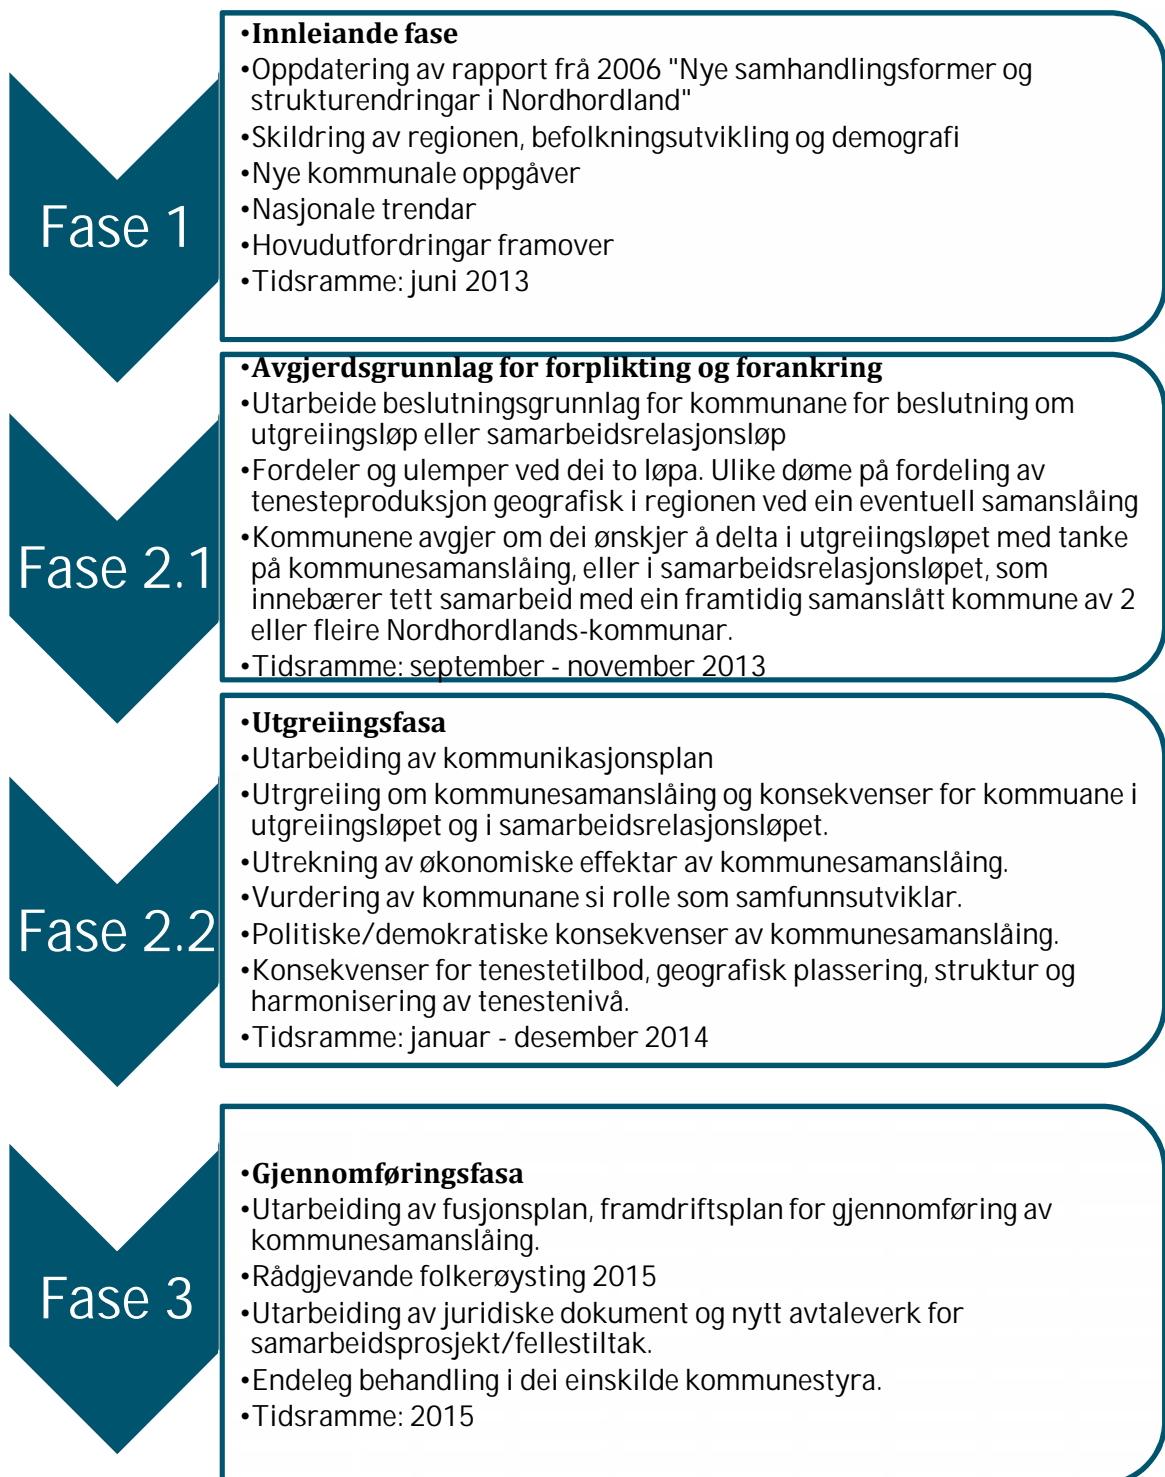 Fase 1
•Innleiande fase
•Oppdatering av rapport frå 2006 "Nye samhandlingsformer og
strukturendringar i Nordhordland"
•Skildring av regionen, befolkningsutvikling og demografi
•Nye kommunale oppgåver
•Nasjonale trendar
•Hovudutfordringar framover
•Tidsramme: juni 2013
Fase 2.1
•Avgjerdsgrunnlag for forplikting og forankring
•Utarbeide beslutningsgrunnlag for kommunane for beslutning om
utgreiingsløp eller samarbeidsrelasjonsløp
•Fordeler og ulemper ved dei to løpa. Ulike døme på fordeling av
tenesteproduksjon geografisk i regionen ved ein eventuell samanslåing
•Kommunene avgjer om dei ønskjer å delta i utgreiingsløpet med tanke
på kommunesamanslåing, eller i samarbeidsrelasjonsløpet, som
innebærer tett samarbeid med ein framtidig samanslått kommune av 2
eller fleire Nordhordlands-kommunar.
•Tidsramme: september - november 2013
Fase 2.2
•Utgreiingsfasa
•Utarbeiding av kommunikasjonsplan
•Utrgreiing om kommunesamanslåing og konsekvenser for kommuane i
utgreiingsløpet og i samarbeidsrelasjonsløpet.
•Utrekning av økonomiske effektar av kommunesamanslåing.
•Vurdering av kommunane si rolle som samfunnsutviklar.
•Politiske/demokratiske konsekvenser av kommunesamanslåing.
•Konsekvenser for tenestetilbod, geografisk plassering, struktur og
harmonisering av tenestenivå.
•Tidsramme: januar - desember 2014
Fase 3
•Gjennomføringsfasa
•Utarbeiding av fusjonsplan, framdriftsplan for gjennomføring av
kommunesamanslåing.
•Rådgjevande folkerøysting 2015
•Utarbeiding av juridiske dokument og nytt avtaleverk for
samarbeidsprosjekt/fellestiltak.
•Endeleg behandling i dei einskilde kommunestyra.
•Tidsramme: 2015